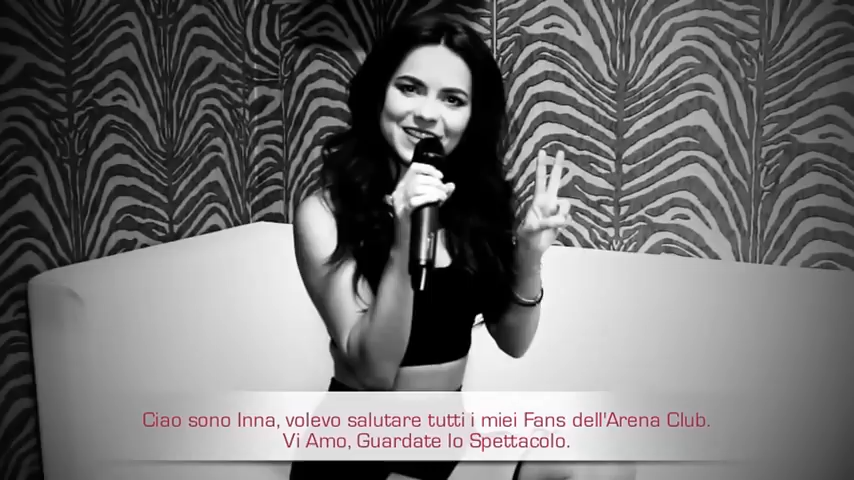 Ciao sono Inna, volevo salutare tutti i miei Fans dell'Arena Club.
Vi Amo, Guardate lo Spettacolo.